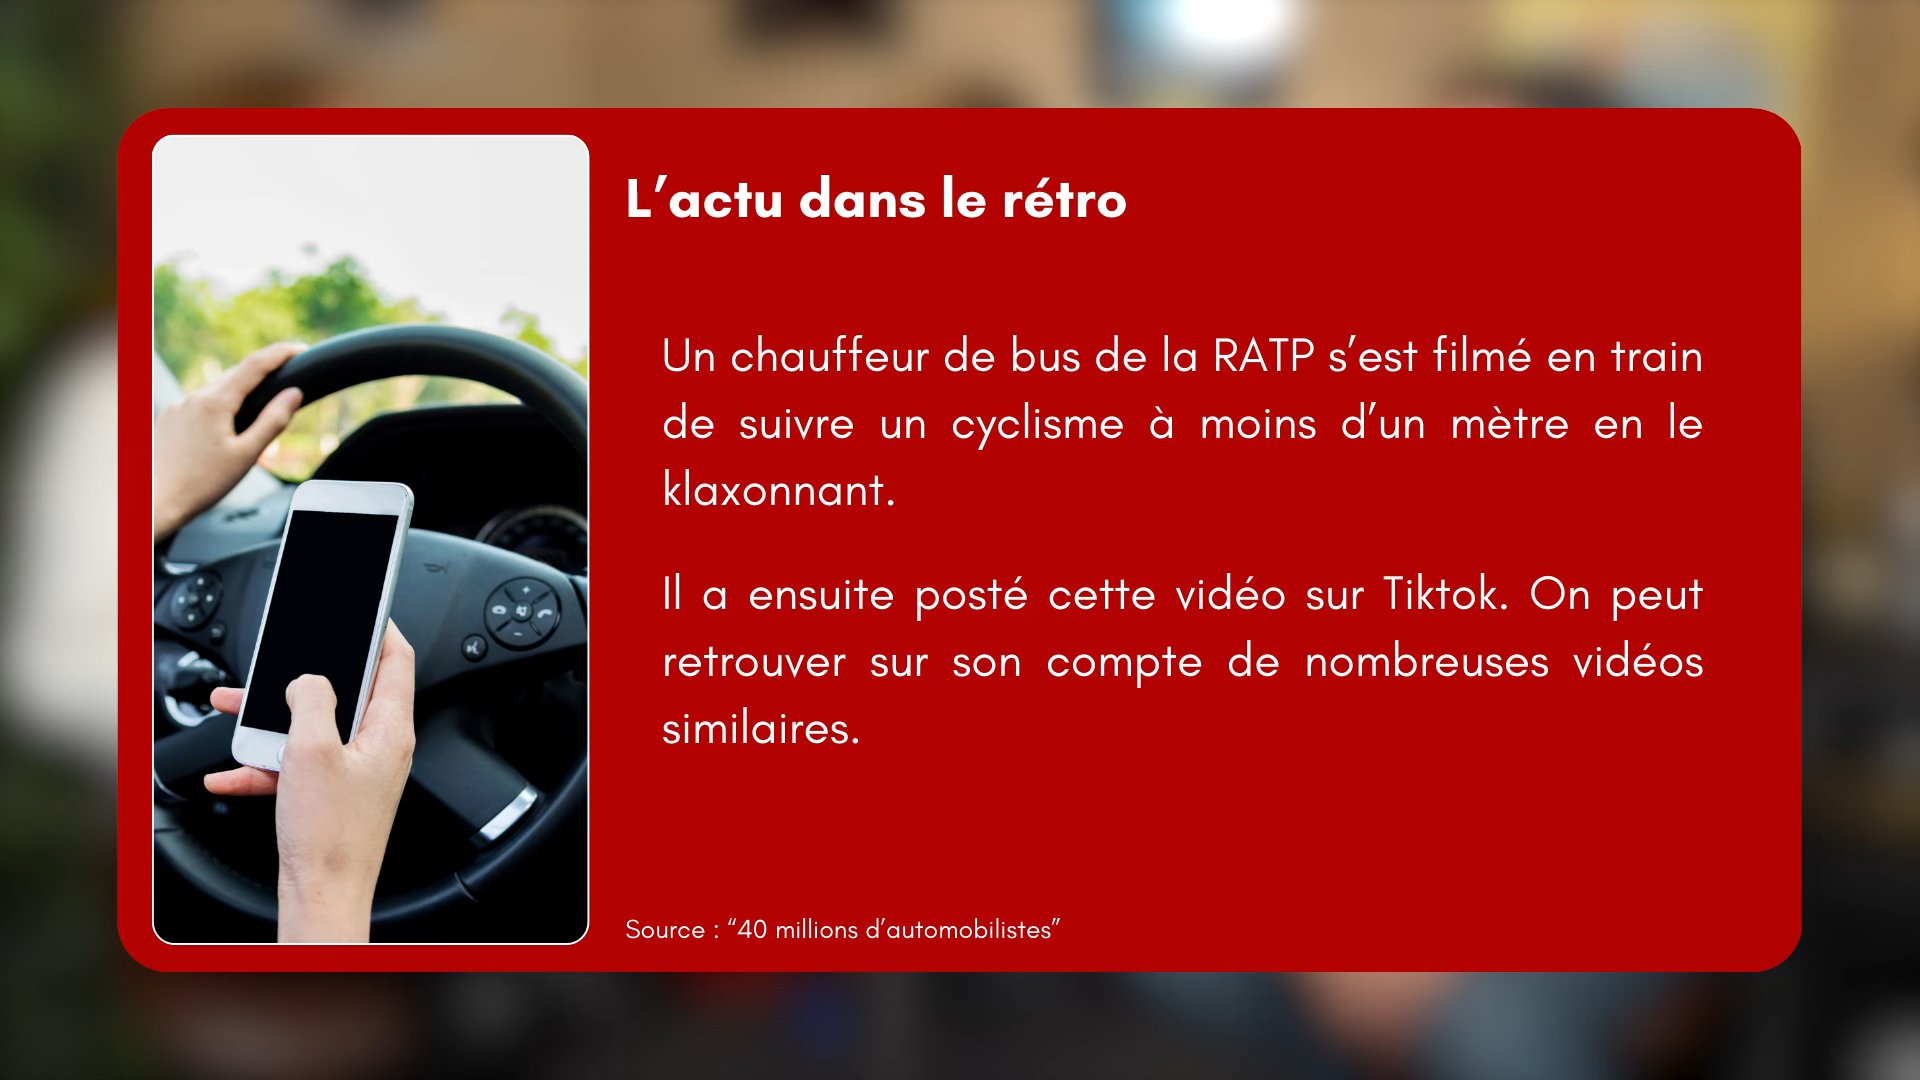 L’actu dans le rétro
Un chauffeur de bus de la RATP s’est filmé en train
de suivre un cyclisme à moins d’un mètre en le
klaxonnant.
Il a ensuite posté cette vidéo sur Tiktok. On peut
retrouver sur son compte de nombreuses vidéos
similaires.
Source : “40 millions d’automobilistes”